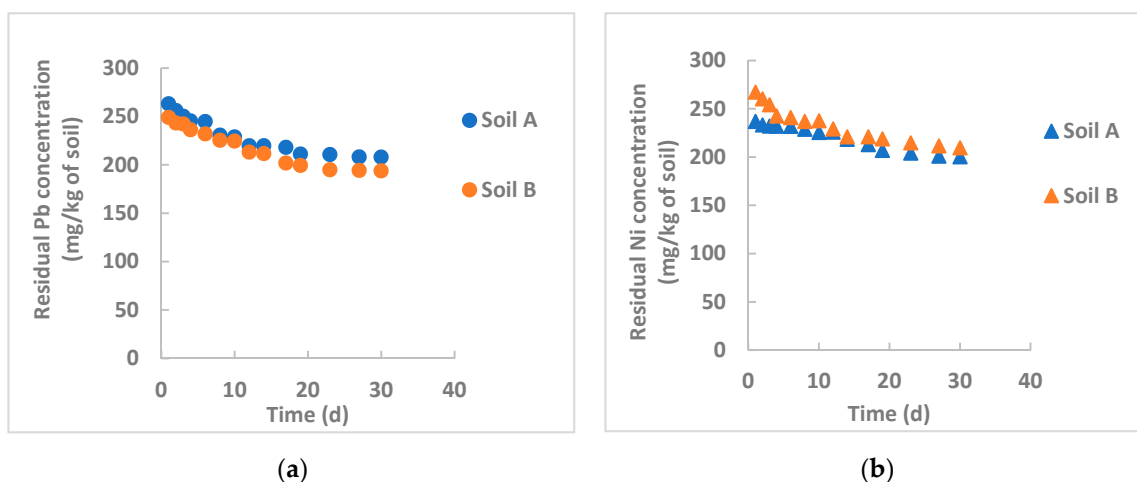 Residual Pb concentration
(mg/kg of soil)
300
250
200
150
100
50
0
0 10 20 30 40
Time (d)
Soil A
Soil B
(a)
Residual Ni concentration
(mg/kg of soil)
300
250
200
150
100
50
0
0 10 20 30 40
Time (d)
Soil A
Soil B
(b)